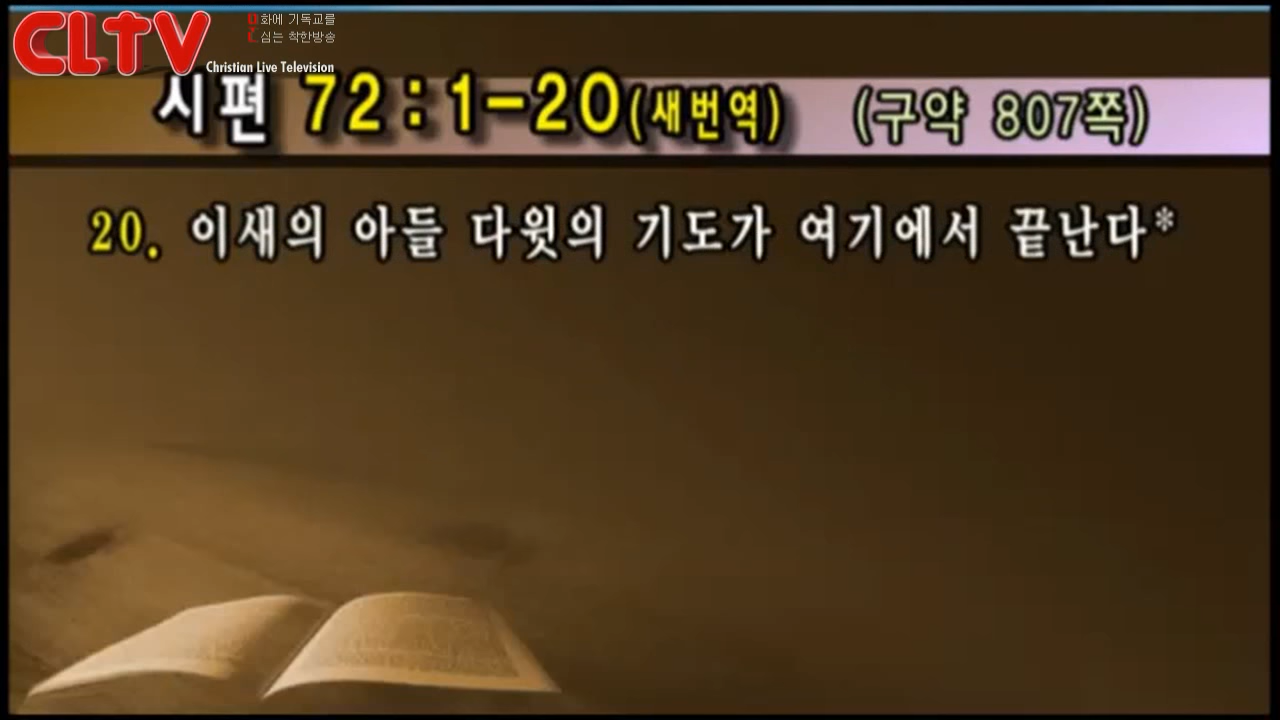 CLTV
화에 기독교를
심는 착한방송
Christian Live Television
시편 72:1-20(새번역) (구약 807쪽)
20. 이새의 아들 다윗의 기도가 여기에서 끝난다*